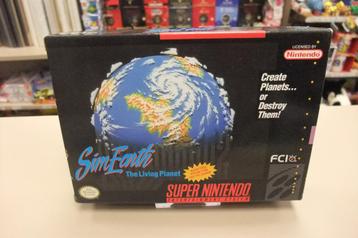 LICENSED BY
Nintendo
Create
Planets...
or
Destroy
Them!
SimEarth
The Living Planet
FCI
SUPER NINTENDO
ENTERTAINMENT SYSTEM